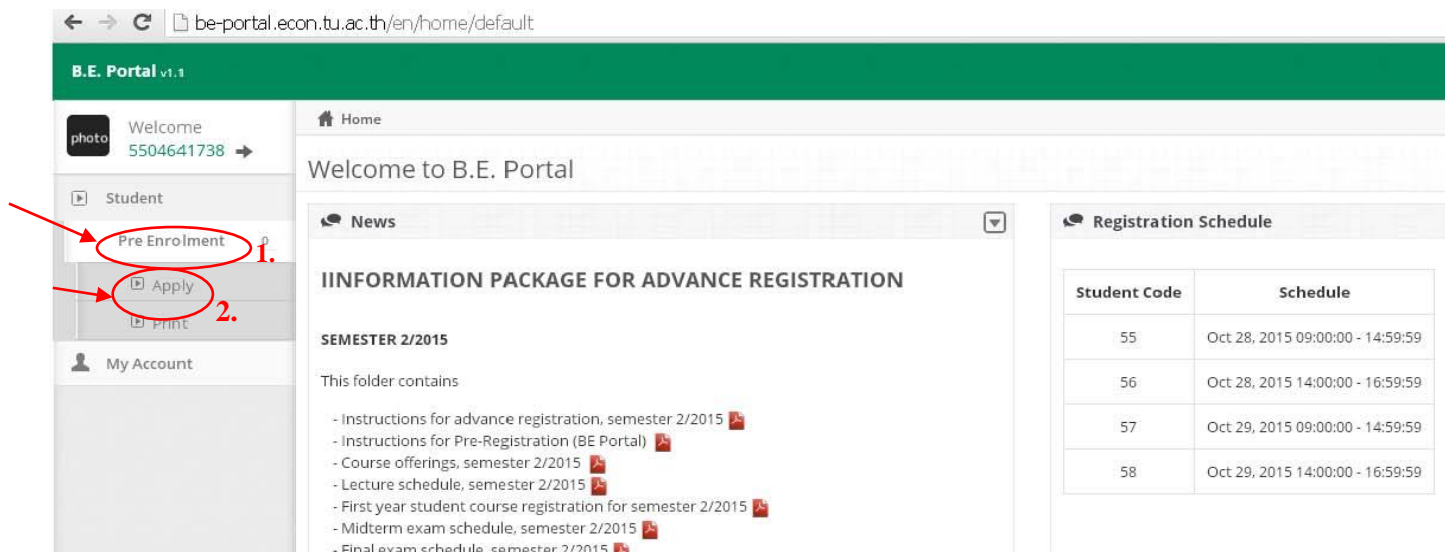 be-portal.econ.tu.ac.th/en/home/default
B.E. Portal v1.1
photo
Welcome
5504641738
Student
Pre Enrolment
1.
Apply
2.
Print
My Account
Home
Welcome to B.E. Portal
News
IINFORMATION PACKAGE FOR ADVANCE REGISTRATION
SEMESTER 2/2015
This folder contains
- Instructions for advance registration, semester 2/2015
- Instructions for Pre-Registration (BE Portal)
- Course offerings, semester 2/2015
- Lecture schedule, semester 2/2015
- First year student course registration for semester 2/2015
- Midterm exam schedule, semester 2/2015
- Final exam schedule, semester 2/2015
Registration Schedule
Student Code Schedule
55 Oct 28, 2015 09:00:00 - 14:59:59
56 Oct 28, 2015 14:00:00 - 16:59:59
57 Oct 29, 2015 09:00:00 - 14:59:59
58 Oct 29, 2015 14:00:00 - 16:59:59